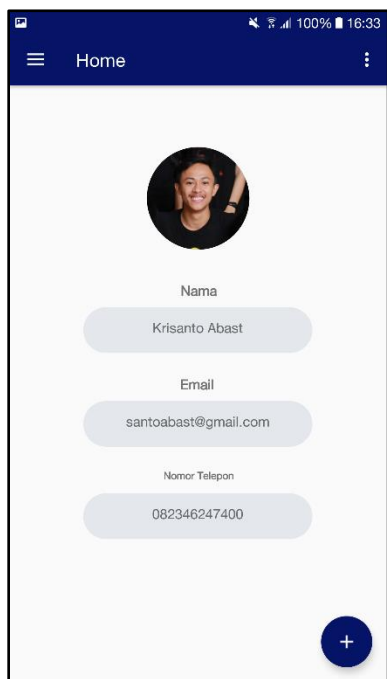 100% 16:33
Home
Nama
Krisanto Abast
Email
santoabast@gmail.com
Nomor Telepon
082346247400
+